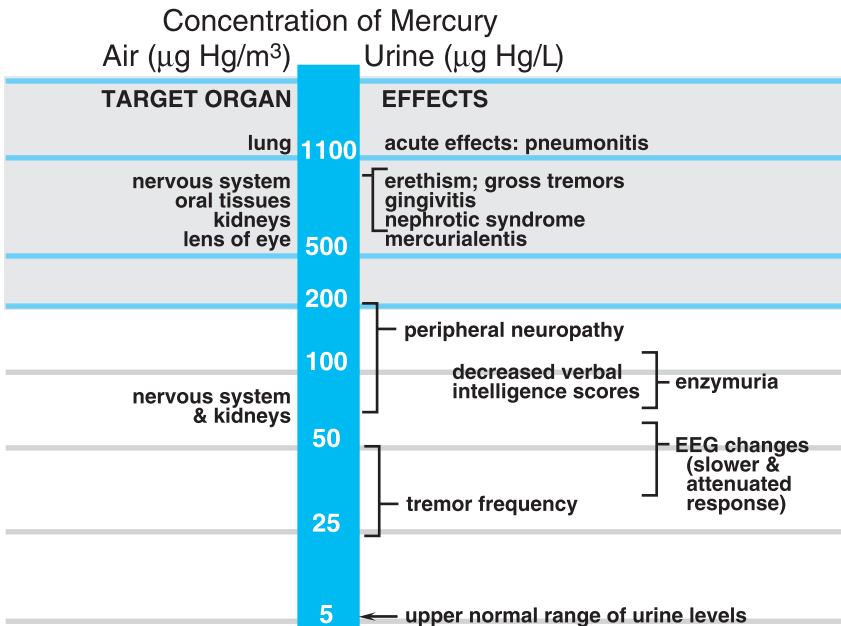 Concentration of Mercury
Air (μg Hg/m³) Urine (μg Hg/L)
TARGET ORGAN EFFECTS
lung 1100 acute effects: pneumonitis
nervous system erethism; gross tremors
oral tissues gingivitis
kidneys nephrotic syndrome
lens of eye 500 mercurialentis
200
peripheral neuropathy
100
decreased verbal
intelligence scores
enzymuria
nervous system
& kidneys
50
EEG changes
(slower &
attenuated
response)
tremor frequency
25
5 upper normal range of urine levels